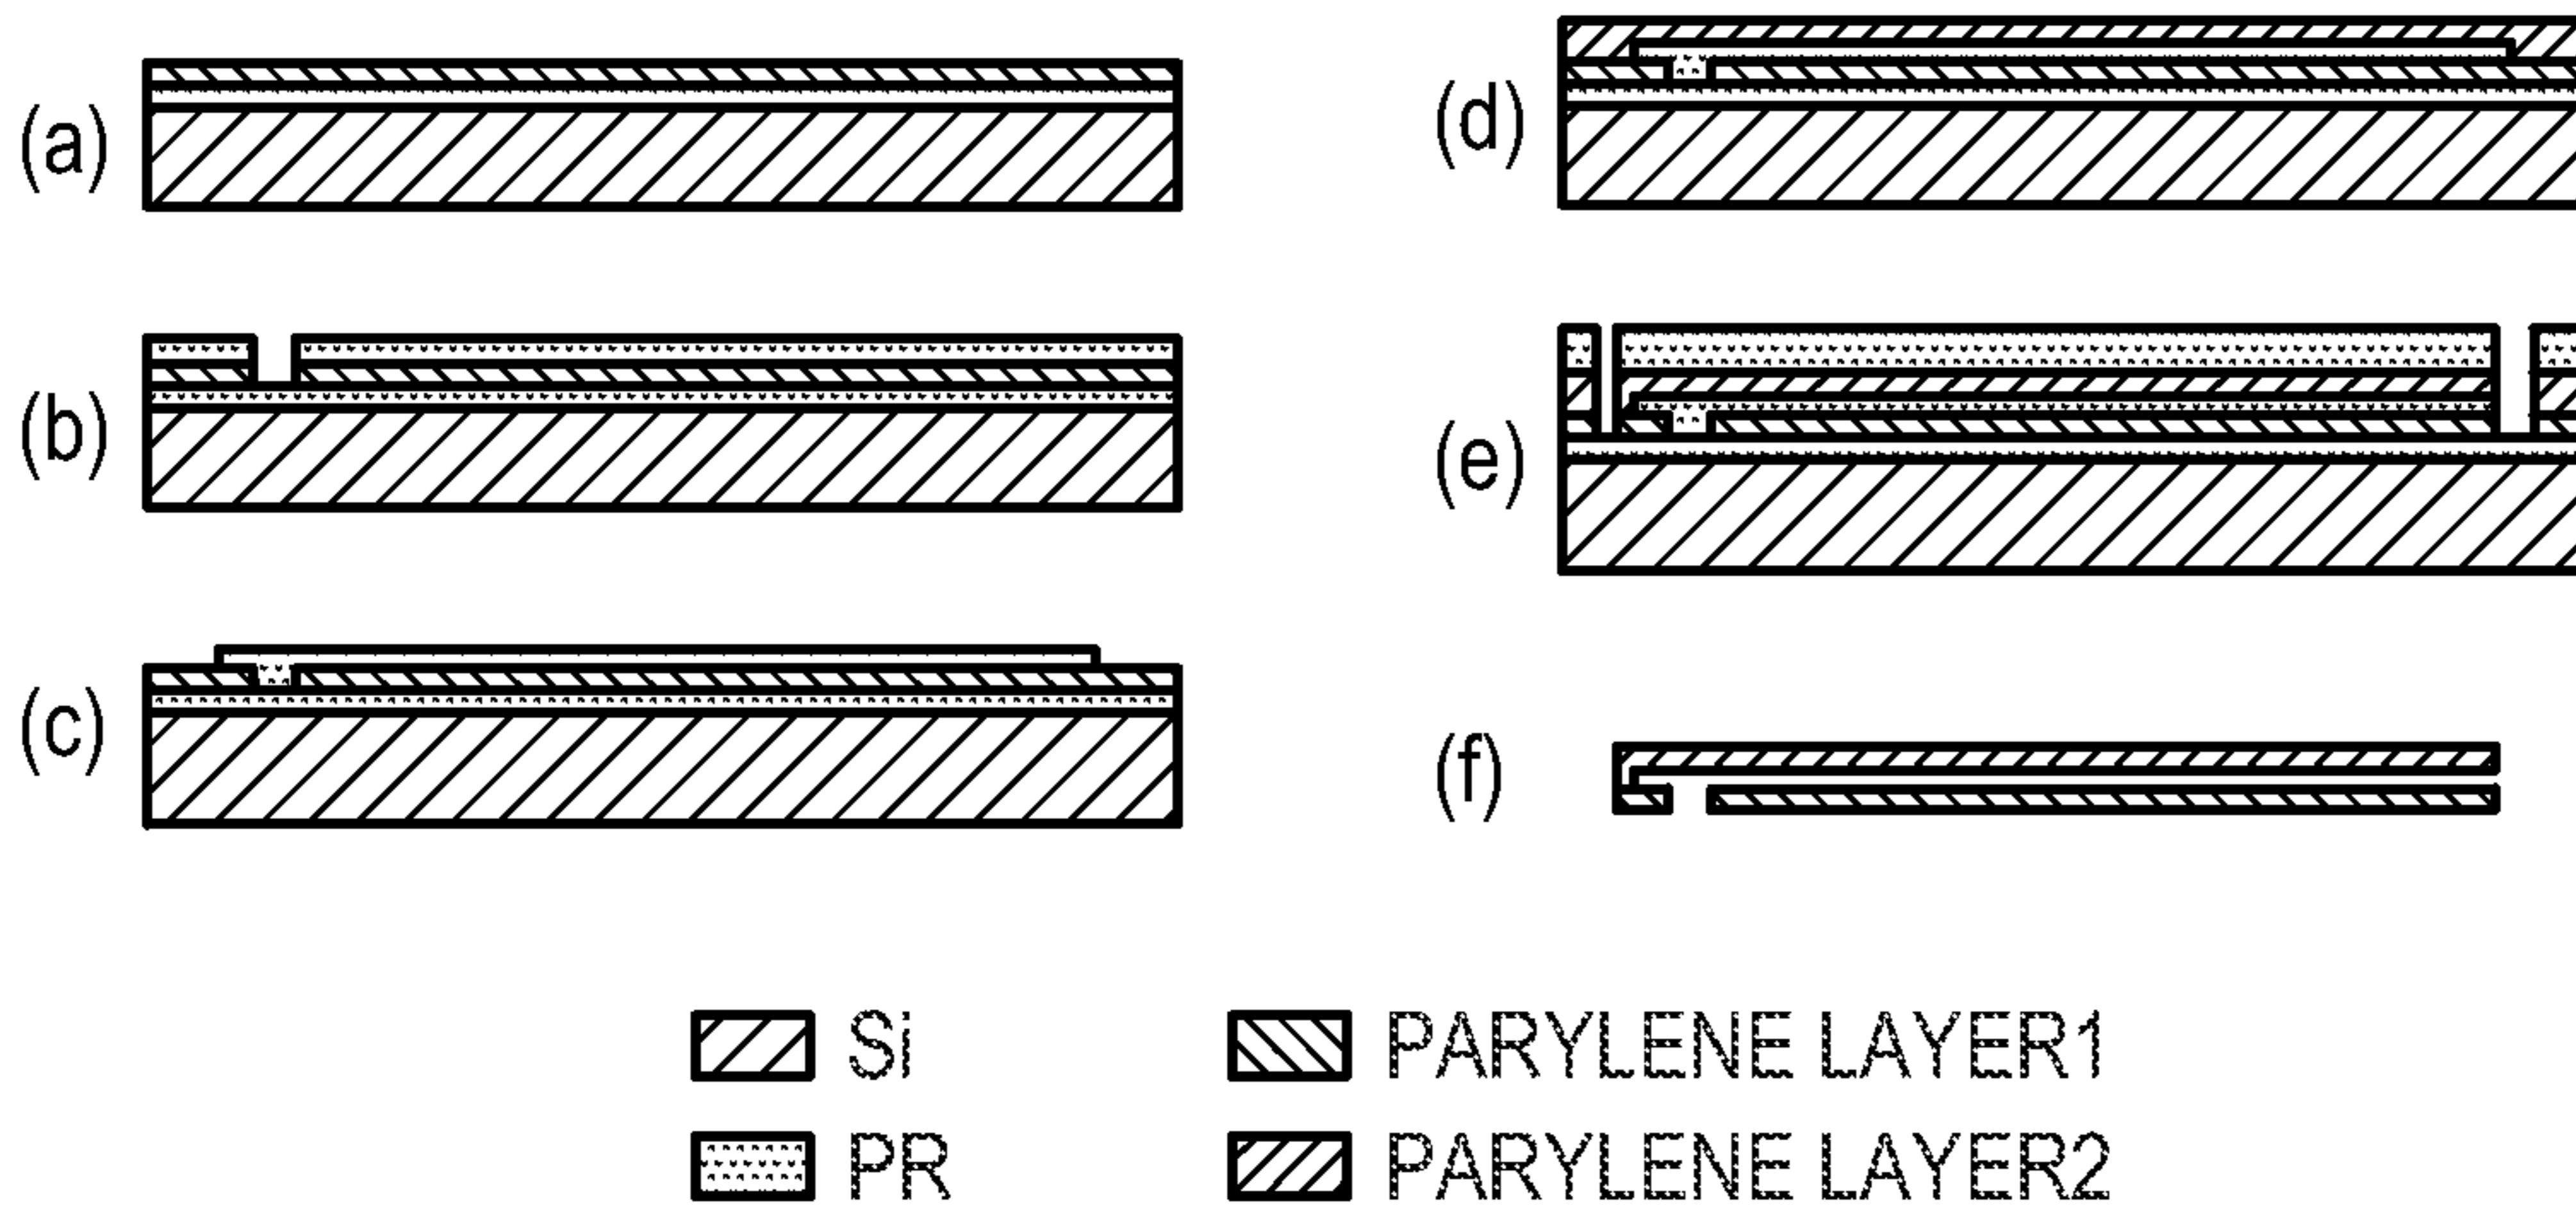 (a)
(b)
(c)
(d)
(e)
(f)
Si
PR
PARYLENE LAYER1
PARYLENE LAYER2